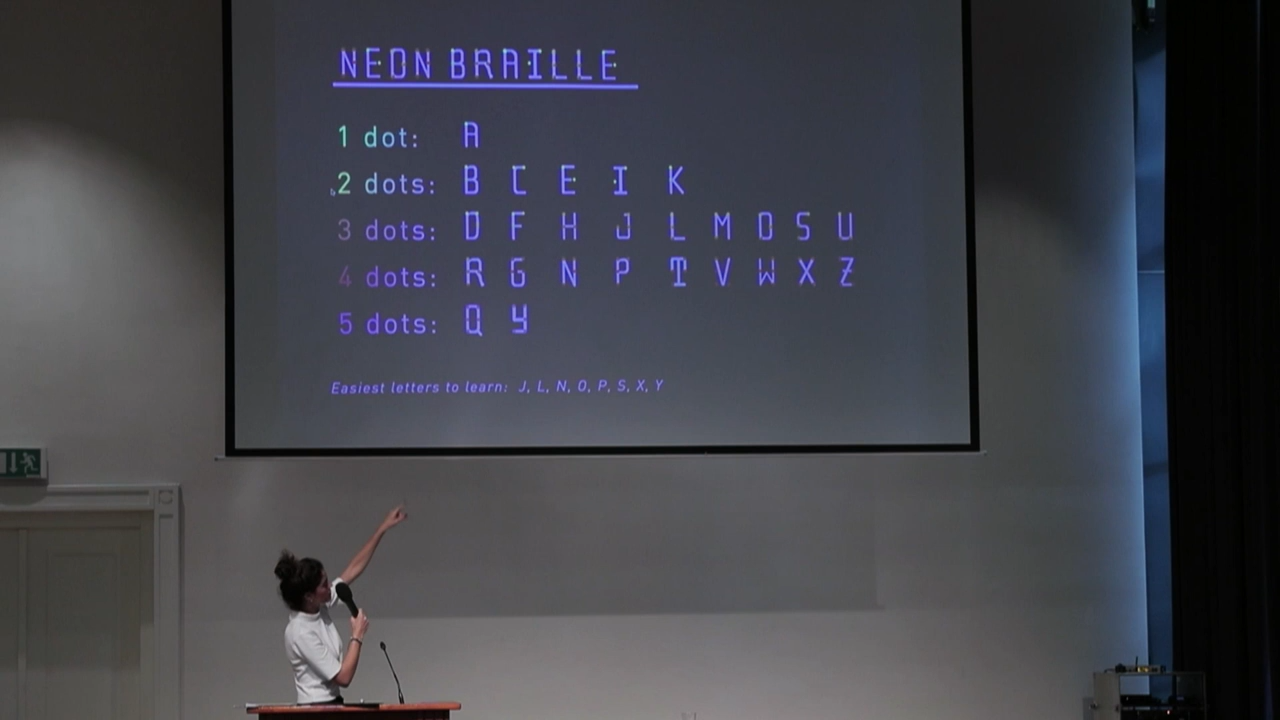 NEON BRAILLE
1 dot: A
2 dots: B C E I K
3 dots: D F H J L M O S U
4 dots: R G N P T V W X Z
5 dots: Q Y
Easiest letters to learn: J, L, N, O, P, S, X, Y